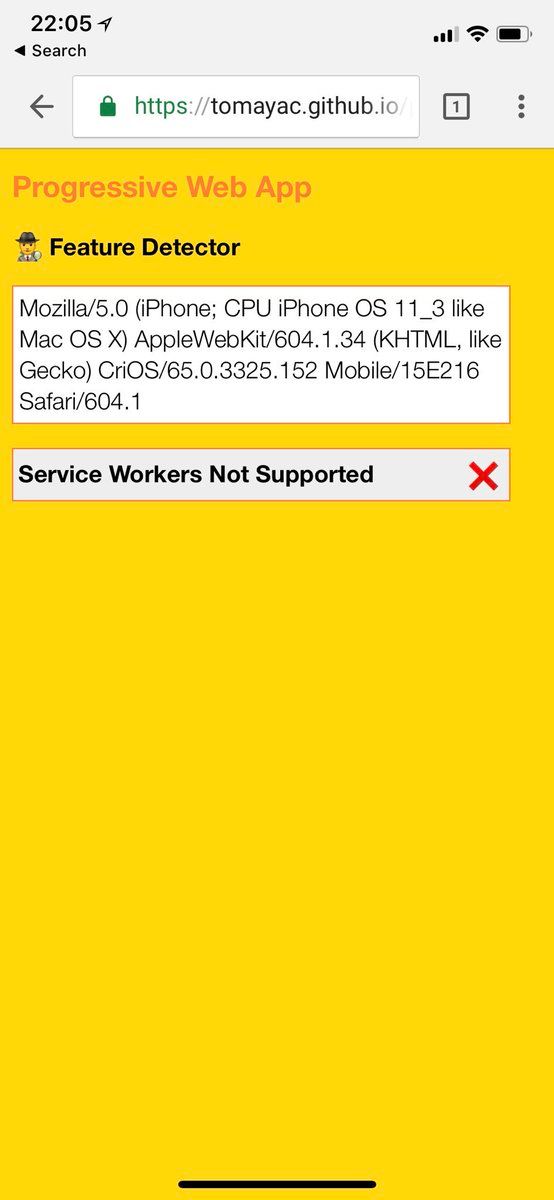 22:05
Search
https://tomayac.github.io/
1
Progressive Web App
Feature Detector
Mozilla/5.0 (iPhone; CPU iPhone OS 11_3 like
Mac OS X) AppleWebKit/604.1.34 (KHTML, like
Gecko) CriOS/65.0.3325.152 Mobile/15E216
Safari/604.1
Service Workers Not Supported